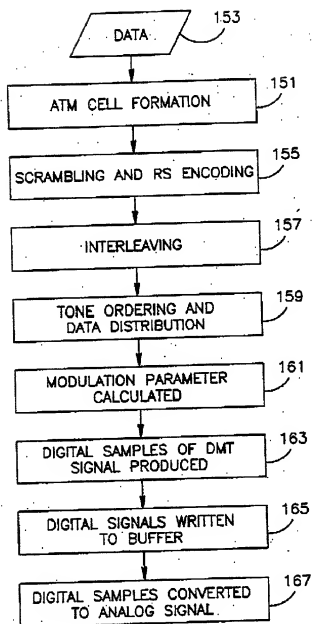 DATA
153
ATM CELL FORMATION
151
SCRAMBLING AND RS ENCODING
155
INTERLEAVING
157
TONE ORDERING AND
DATA DISTRIBUTION
159
MODULATION PARAMETER
CALCULATED
161
DIGITAL SAMPLES OF DMT
SIGNAL PRODUCED
163
DIGITAL SIGNALS WRITTEN
TO BUFFER
165
DIGITAL SAMPLES CONVERTED
TO ANALOG SIGNAL
167